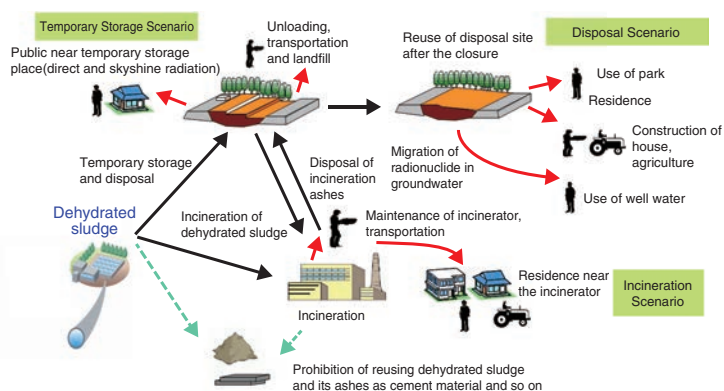 Temporary Storage Scenario
Public near temporary storage
place(direct and skyshine radiation)
Unloading,
transportation
and landfill
Reuse of disposal site
after the closure
Disposal Scenario
Use of park
Residence
Construction of
house,
agriculture
Use of well water
Migration of
radionuclide in
groundwater
Temporary storage
and disposal
Disposal of
incineration
ashes
Dehydrated
sludge
Incineration of
dehydrated sludge
Maintenance of incinerator,
transportation
Residence near
the incinerator
Incineration
Scenario
Incineration
Prohibition of reusing dehydrated sludge
and its ashes as cement material and so on